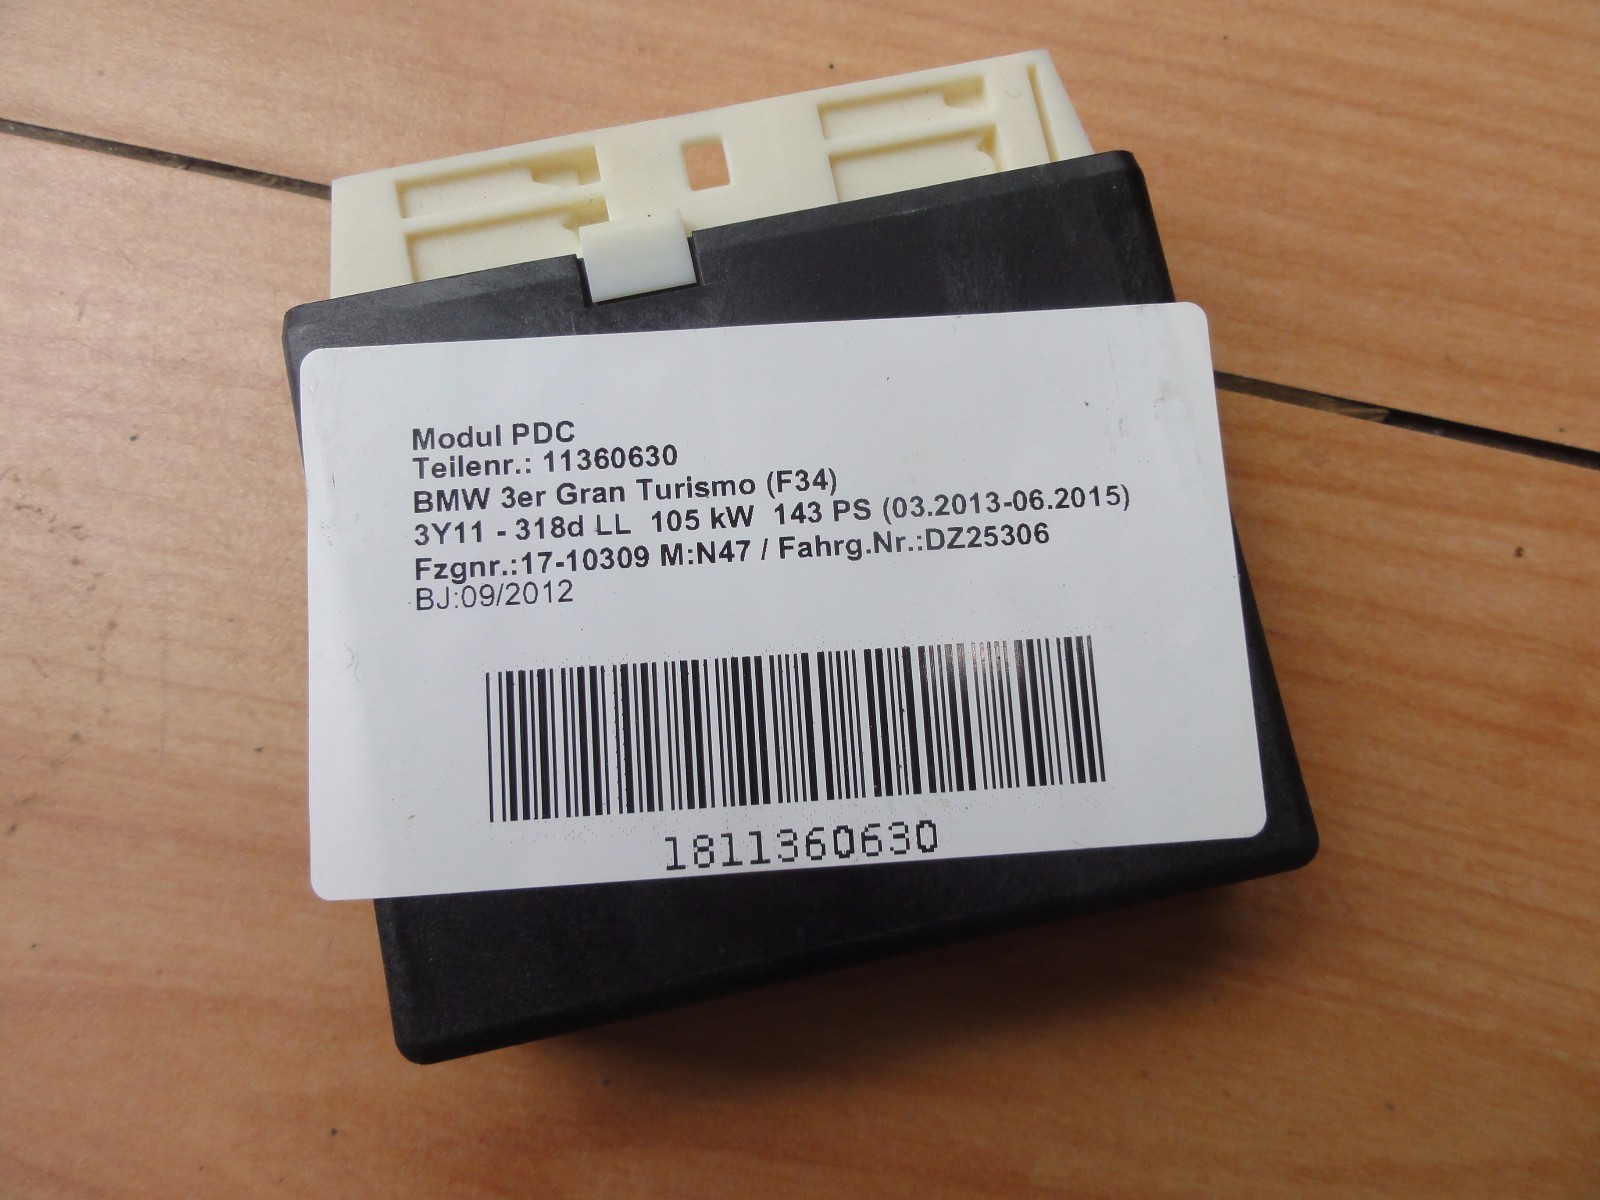 Modul PDC
Teilenr.: 11360630
BMW 3er Gran Turismo (F34)
3Y11 - 318d LL 105 kW 143 PS (03.2013-06.2015)
Fzgnr.:17-10309 M:N47 / Fahrg.Nr.:DZ25306
BJ:09/2012
1811360630